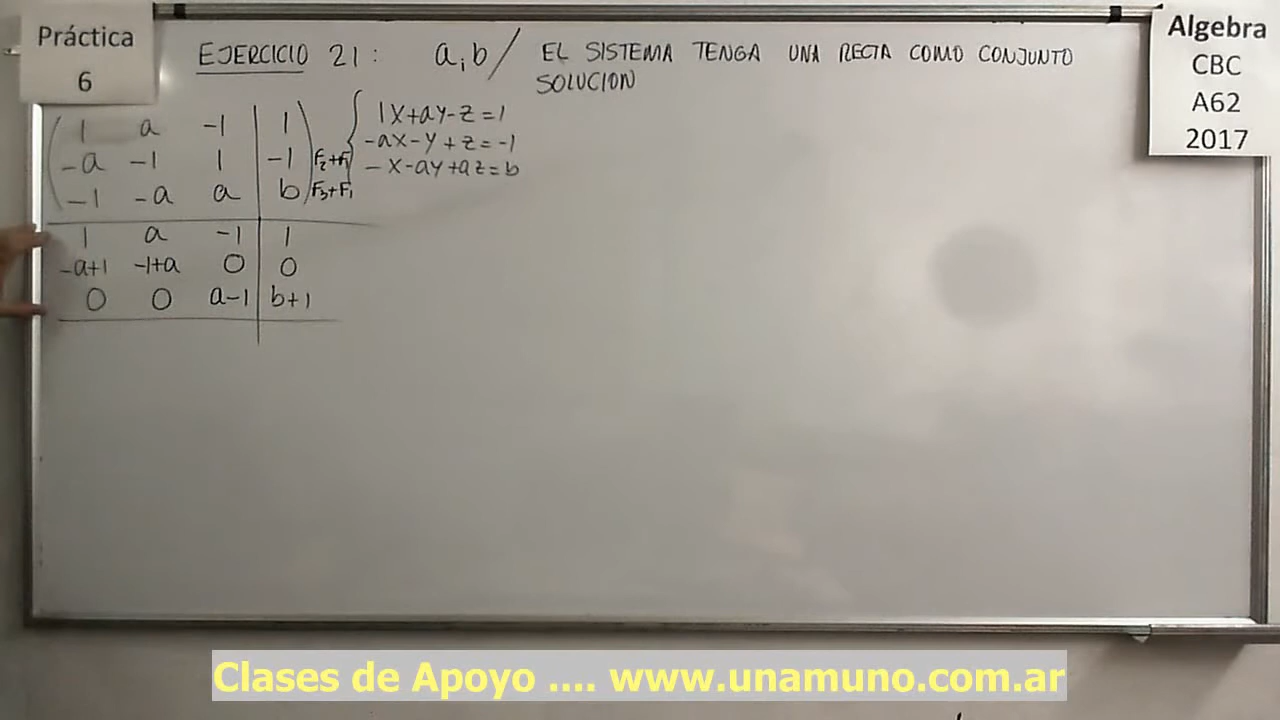 Práctica
6
EJERCICIO 21 : a,b / EL SISTEMA TENGA UNA RECTA COMO CONJUNTO
SOLUCION
Algebra
CBC
A62
2017
1 a -1 | 1
-a -1 1 | -1 F2+F1
-1 -a a | b F3+F1
1x+ay-z=1
-ax-y+z=-1
-x-ay+az=b
1 a -1 | 1
-a+1 -1+a 0 | 0
0 0 a-1 | b+1
Clases de Apoyo .... www.unamuno.com.ar